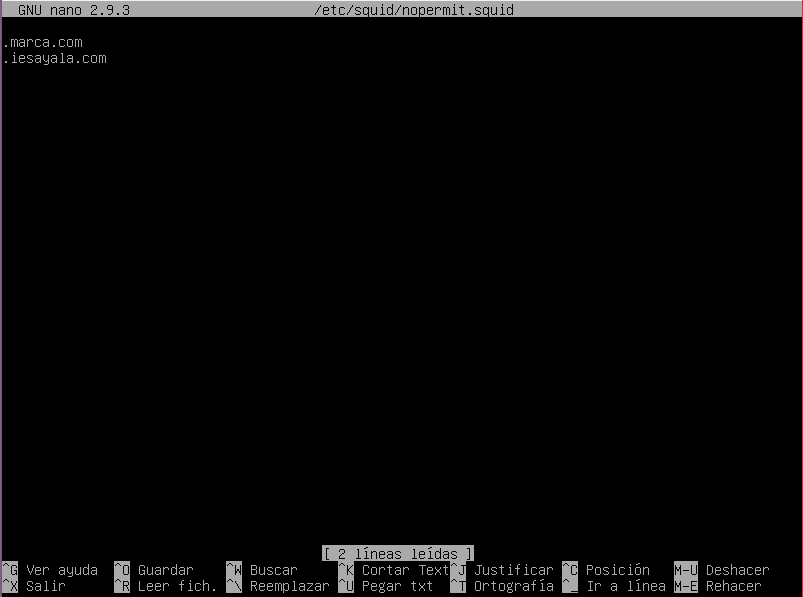 GNU nano 2.9.3 /etc/squid/nopermit.squid
.marca.com
.iesayala.com
[ 2 líneas leídas ]
^G Ver ayuda ^O Guardar ^W Buscar ^K Cortar Text ^J Justificar ^C Posición M-U Deshacer
^X Salir ^R Leer fich. ^\ Reemplazar ^U Pegar txt ^T Ortografía ^_ Ir a línea M-E Rehacer